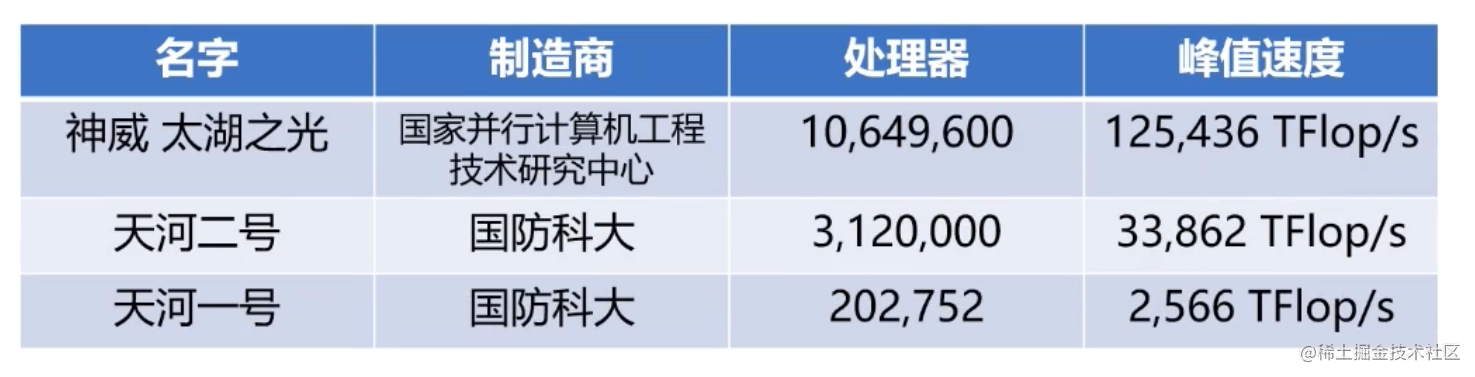 名字 制造商 处理器 峰值速度
神威 太湖之光 国家并行计算机工程 10,649,600 125,436 TFlop/s
技术研究中心
天河二号 国防科大 3,120,000 33,862 TFlop/s
天河一号 国防科大 202,752 2,566 TFlop/s
@稀土掘金技术社区